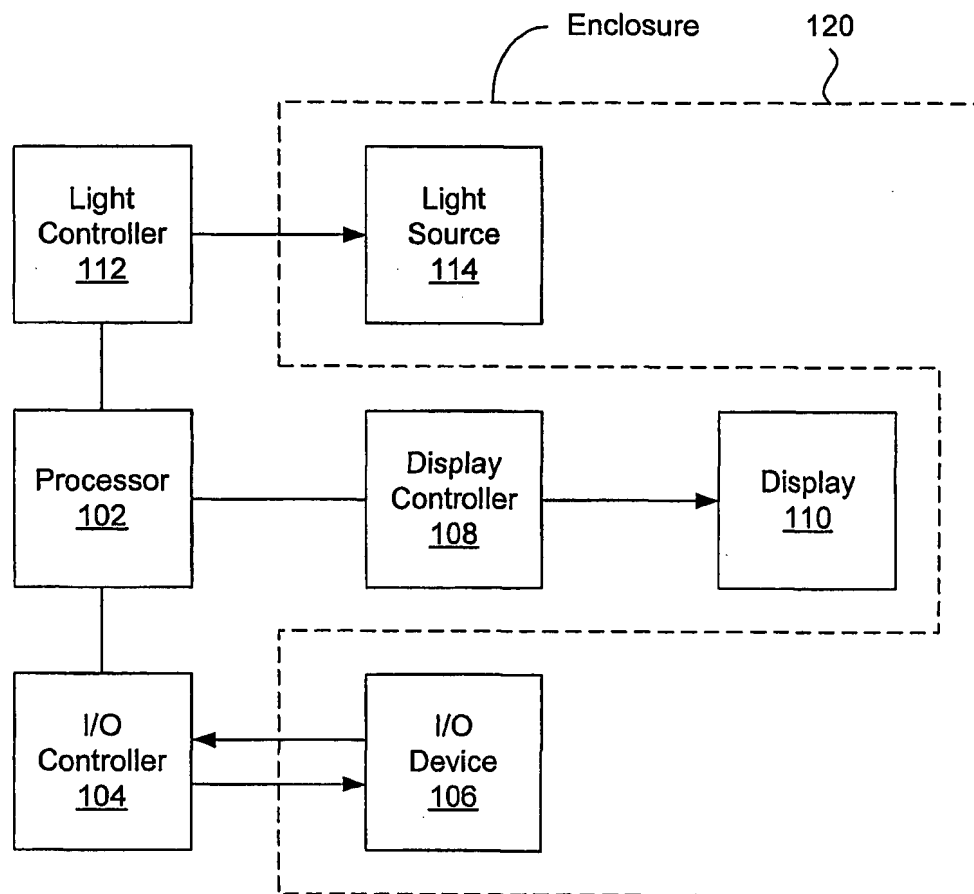 Enclosure
120
Light
Controller
112
Light
Source
114
Processor
102
Display
Controller
108
Display
110
I/O
Controller
104
I/O
Device
106